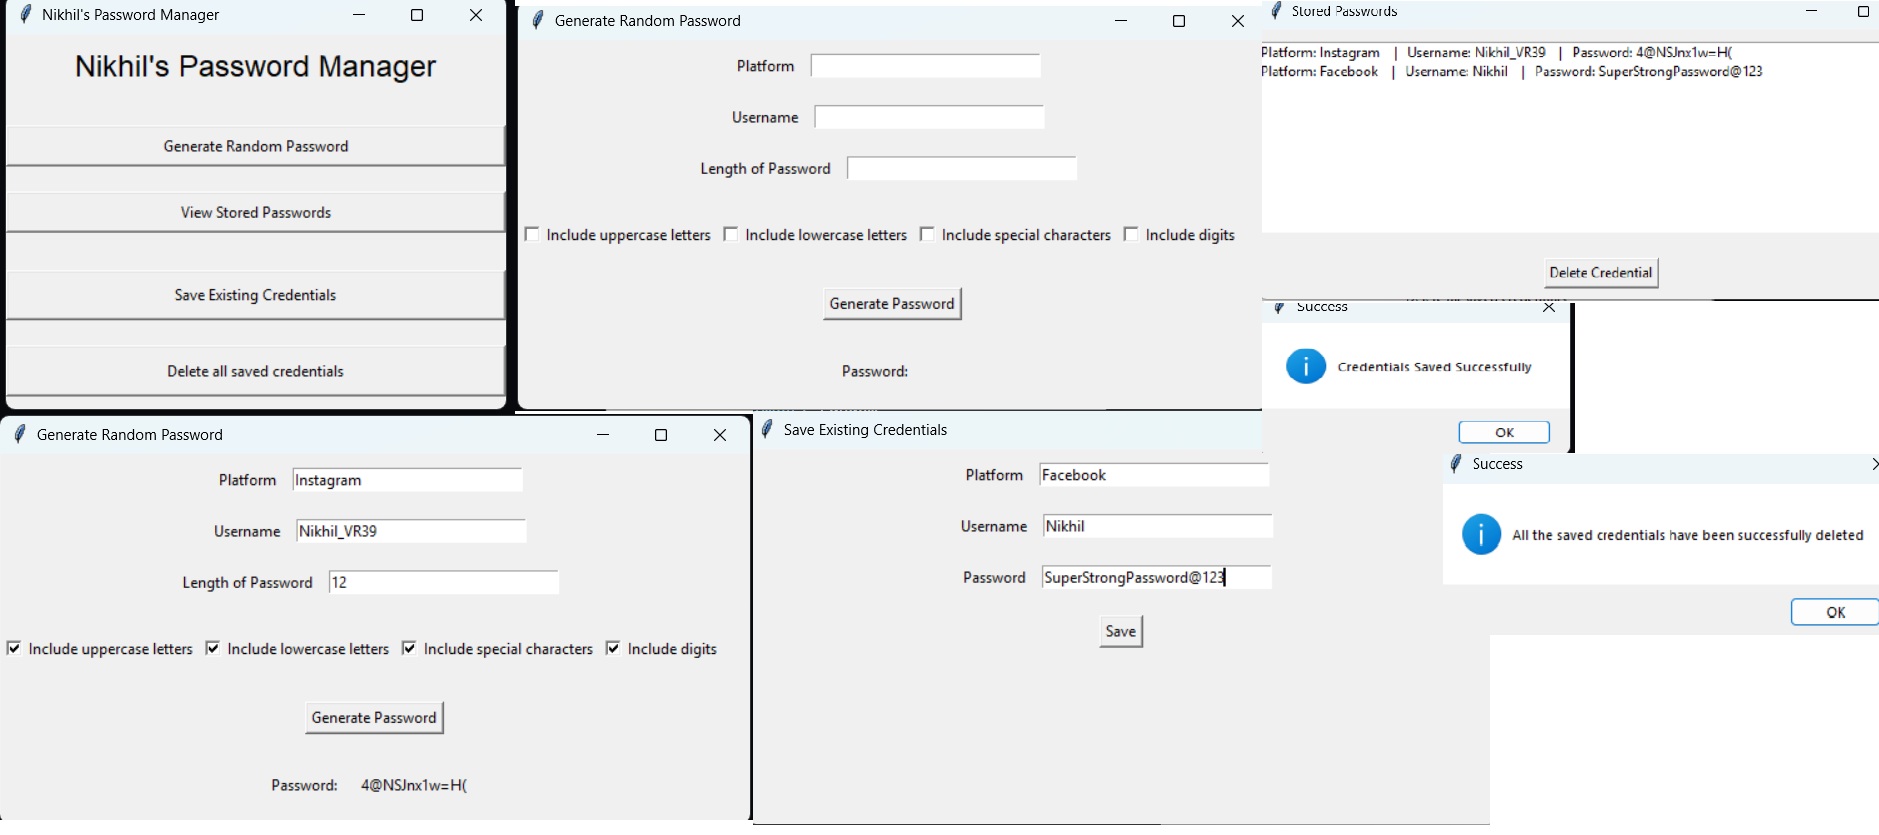 Nikhil's Password Manager
Nikhil's Password Manager
Generate Random Password
View Stored Passwords
Save Existing Credentials
Delete all saved credentials
Generate Random Password
Platform
Username
Length of Password
Include uppercase letters Include lowercase letters Include special characters Include digits
Generate Password
Password:
Stored Passwords
Platform: Instagram | Username: Nikhil_VR39 | Password: 4@NSJnx1w=H(
Platform: Facebook | Username: Nikhil | Password: SuperStrongPassword@123
Delete Credential
Success
Credentials Saved Successfully
OK
Generate Random Password
Platform Instagram
Username Nikhil_VR39
Length of Password 12
Include uppercase letters Include lowercase letters Include special characters Include digits
Generate Password
Password: 4@NSJnx1w=H(
Save Existing Credentials
Platform Facebook
Username Nikhil
Password SuperStrongPassword@123
Save
Success
All the saved credentials have been successfully deleted
OK